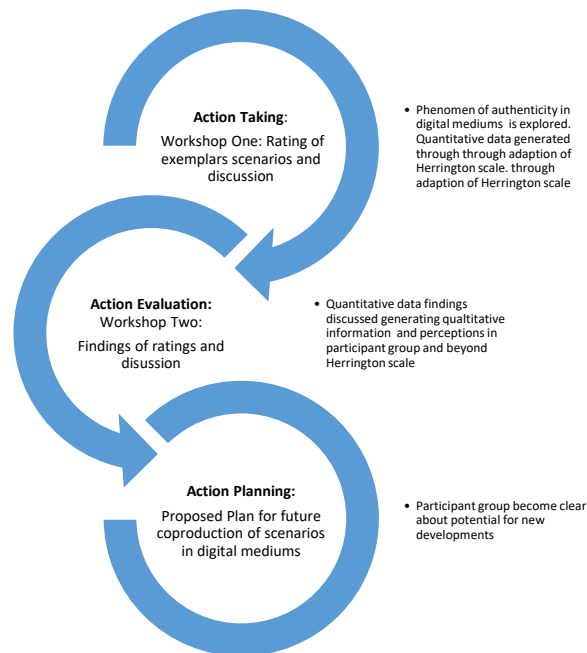 Action Taking:
Workshop One: Rating of
exemplars scenarios and
discussion
• Phenomen of authenticity in
digital mediums is explored.
Quantitative data generated
through through adaption of
Herrington scale. through
adaption of Herrington scale
Action Evaluation:
Workshop Two:
Findings of ratings and
disussion
• Quantitative data findings
discussed generating qualtitative
information and perceptions in
participant group and beyond
Herrington scale
Action Planning:
Proposed Plan for future
coproduction of scenarios
in digital mediums
• Participant group become clear
about potential for new
developments